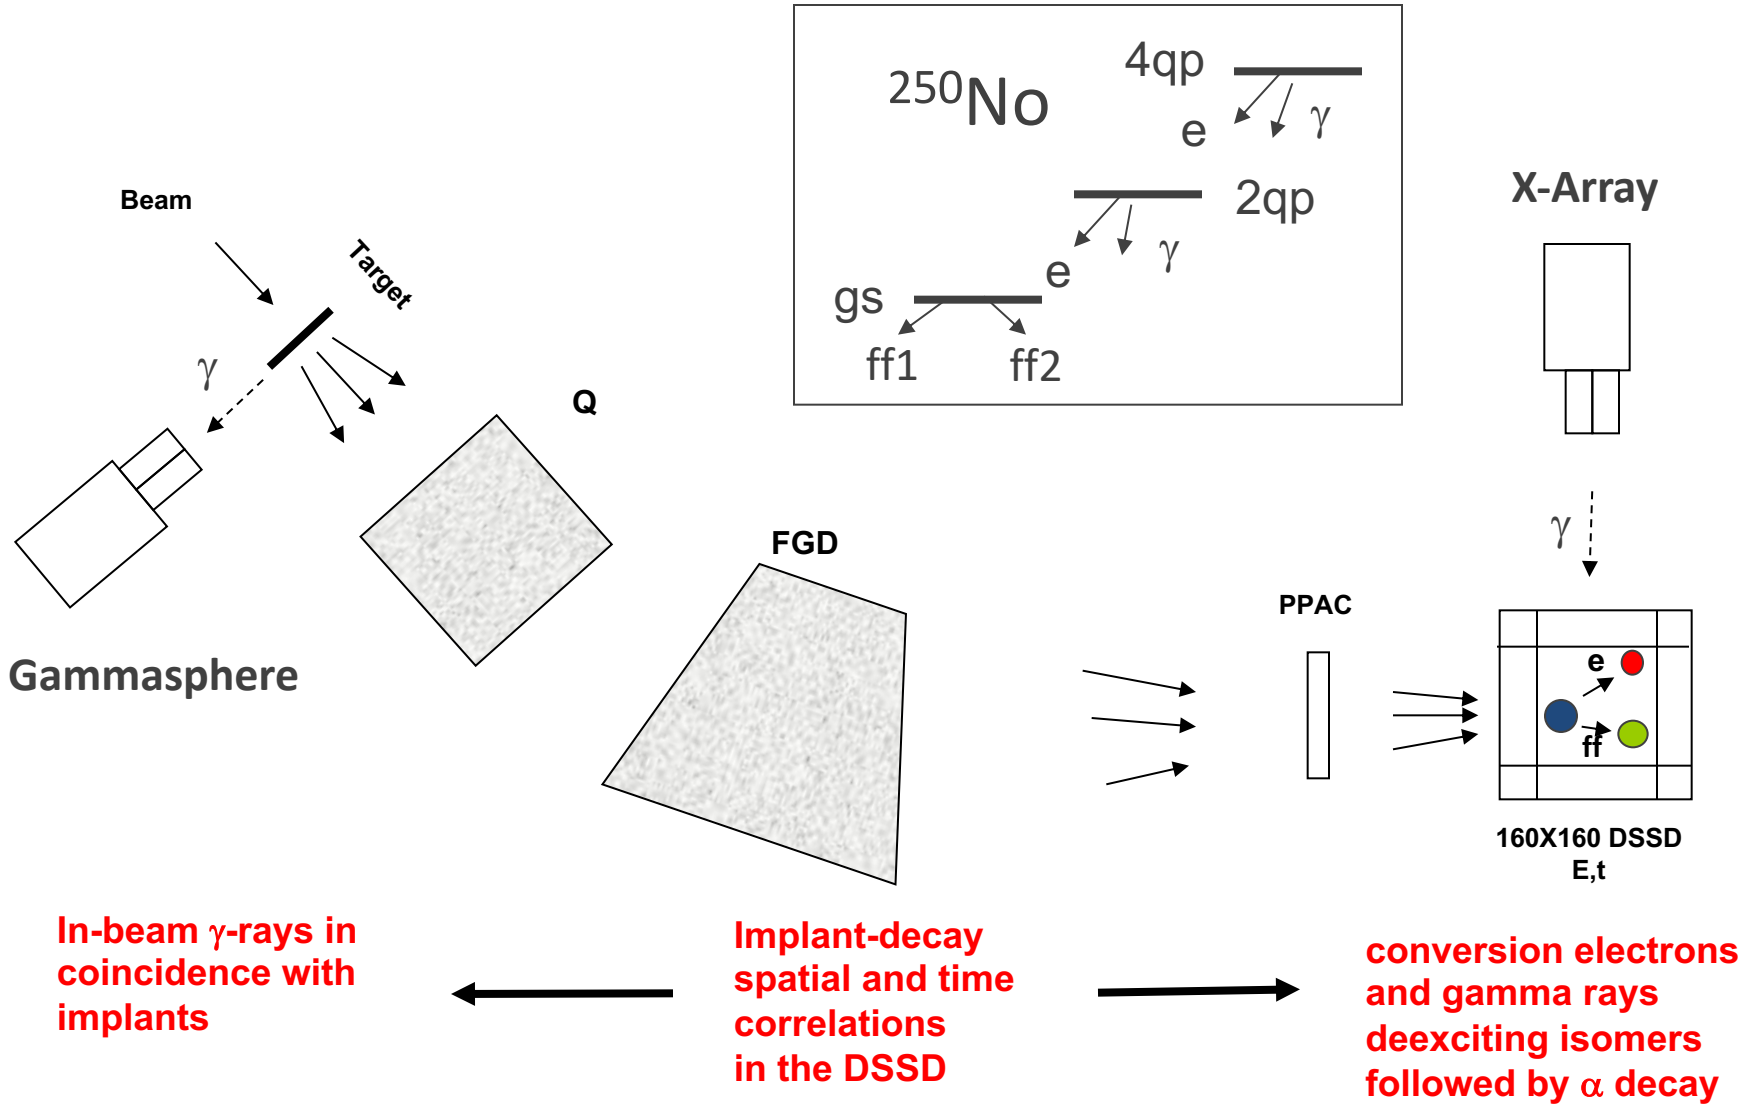 4qp
²⁵⁰No
γ
e
Beam
X-Array
2qp
Target
γ
e
gs
γ
ff1
ff2
Q
γ
FGD
PPAC
Gammasphere
e
ff
160X160 DSSD
E,t
In-beam γ-rays in
coincidence with
implants
Implant-decay
spatial and time
correlations
in the DSSD
conversion electrons
and gamma rays
deexciting isomers
followed by α decay